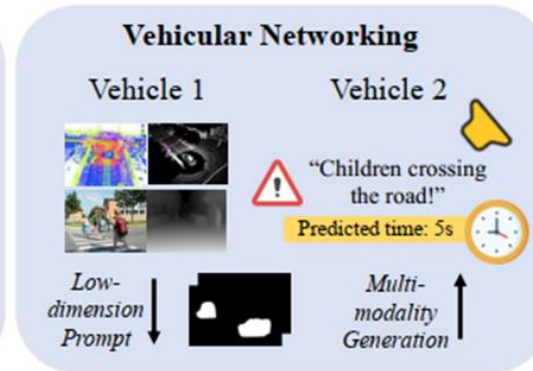 Vehicular Networking
Vehicle 1
Vehicle 2
“Children crossing
the road!”
Predicted time: 5s
Low-
dimension
Prompt
Multi-
modality
Generation